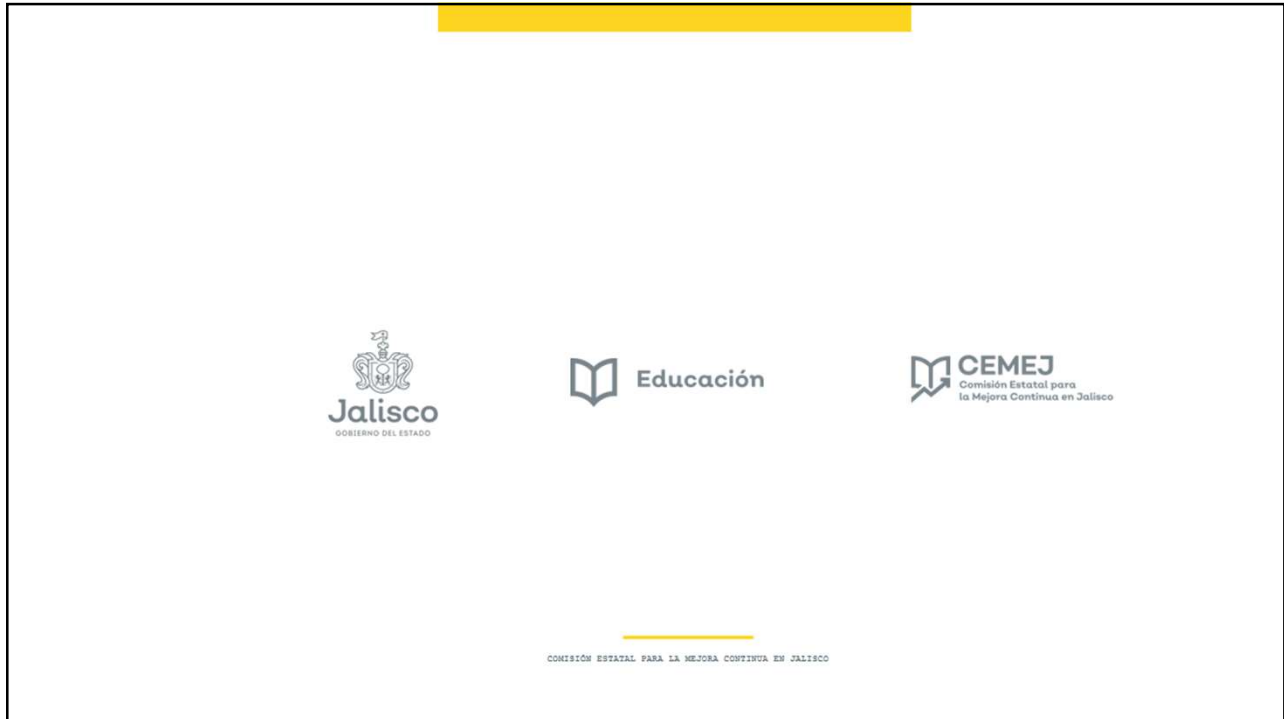 Jalisco
GOBIERNO DEL ESTADO
Educación
CEMEJ
Comisión Estatal para
la Mejora Continua en Jalisco
COMISIÓN ESTATAL PARA LA MEJORA CONTINUA EN JALISCO